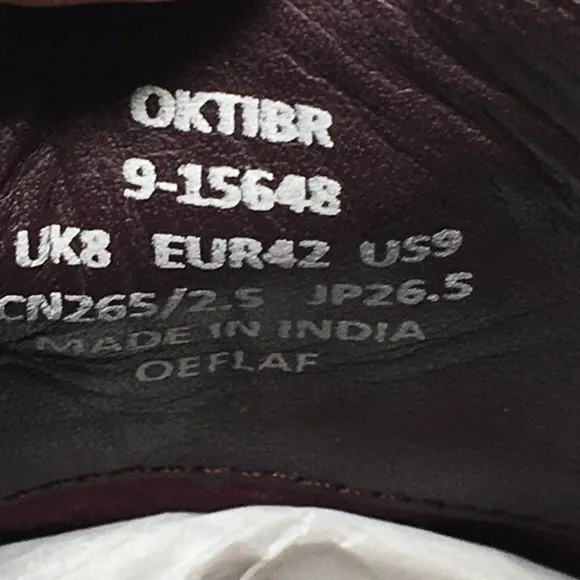 OKTIBR
9-15648
UK8 EUR42 US9
CN265/2.5 JP26.5
MADE IN INDIA
OEFLAF